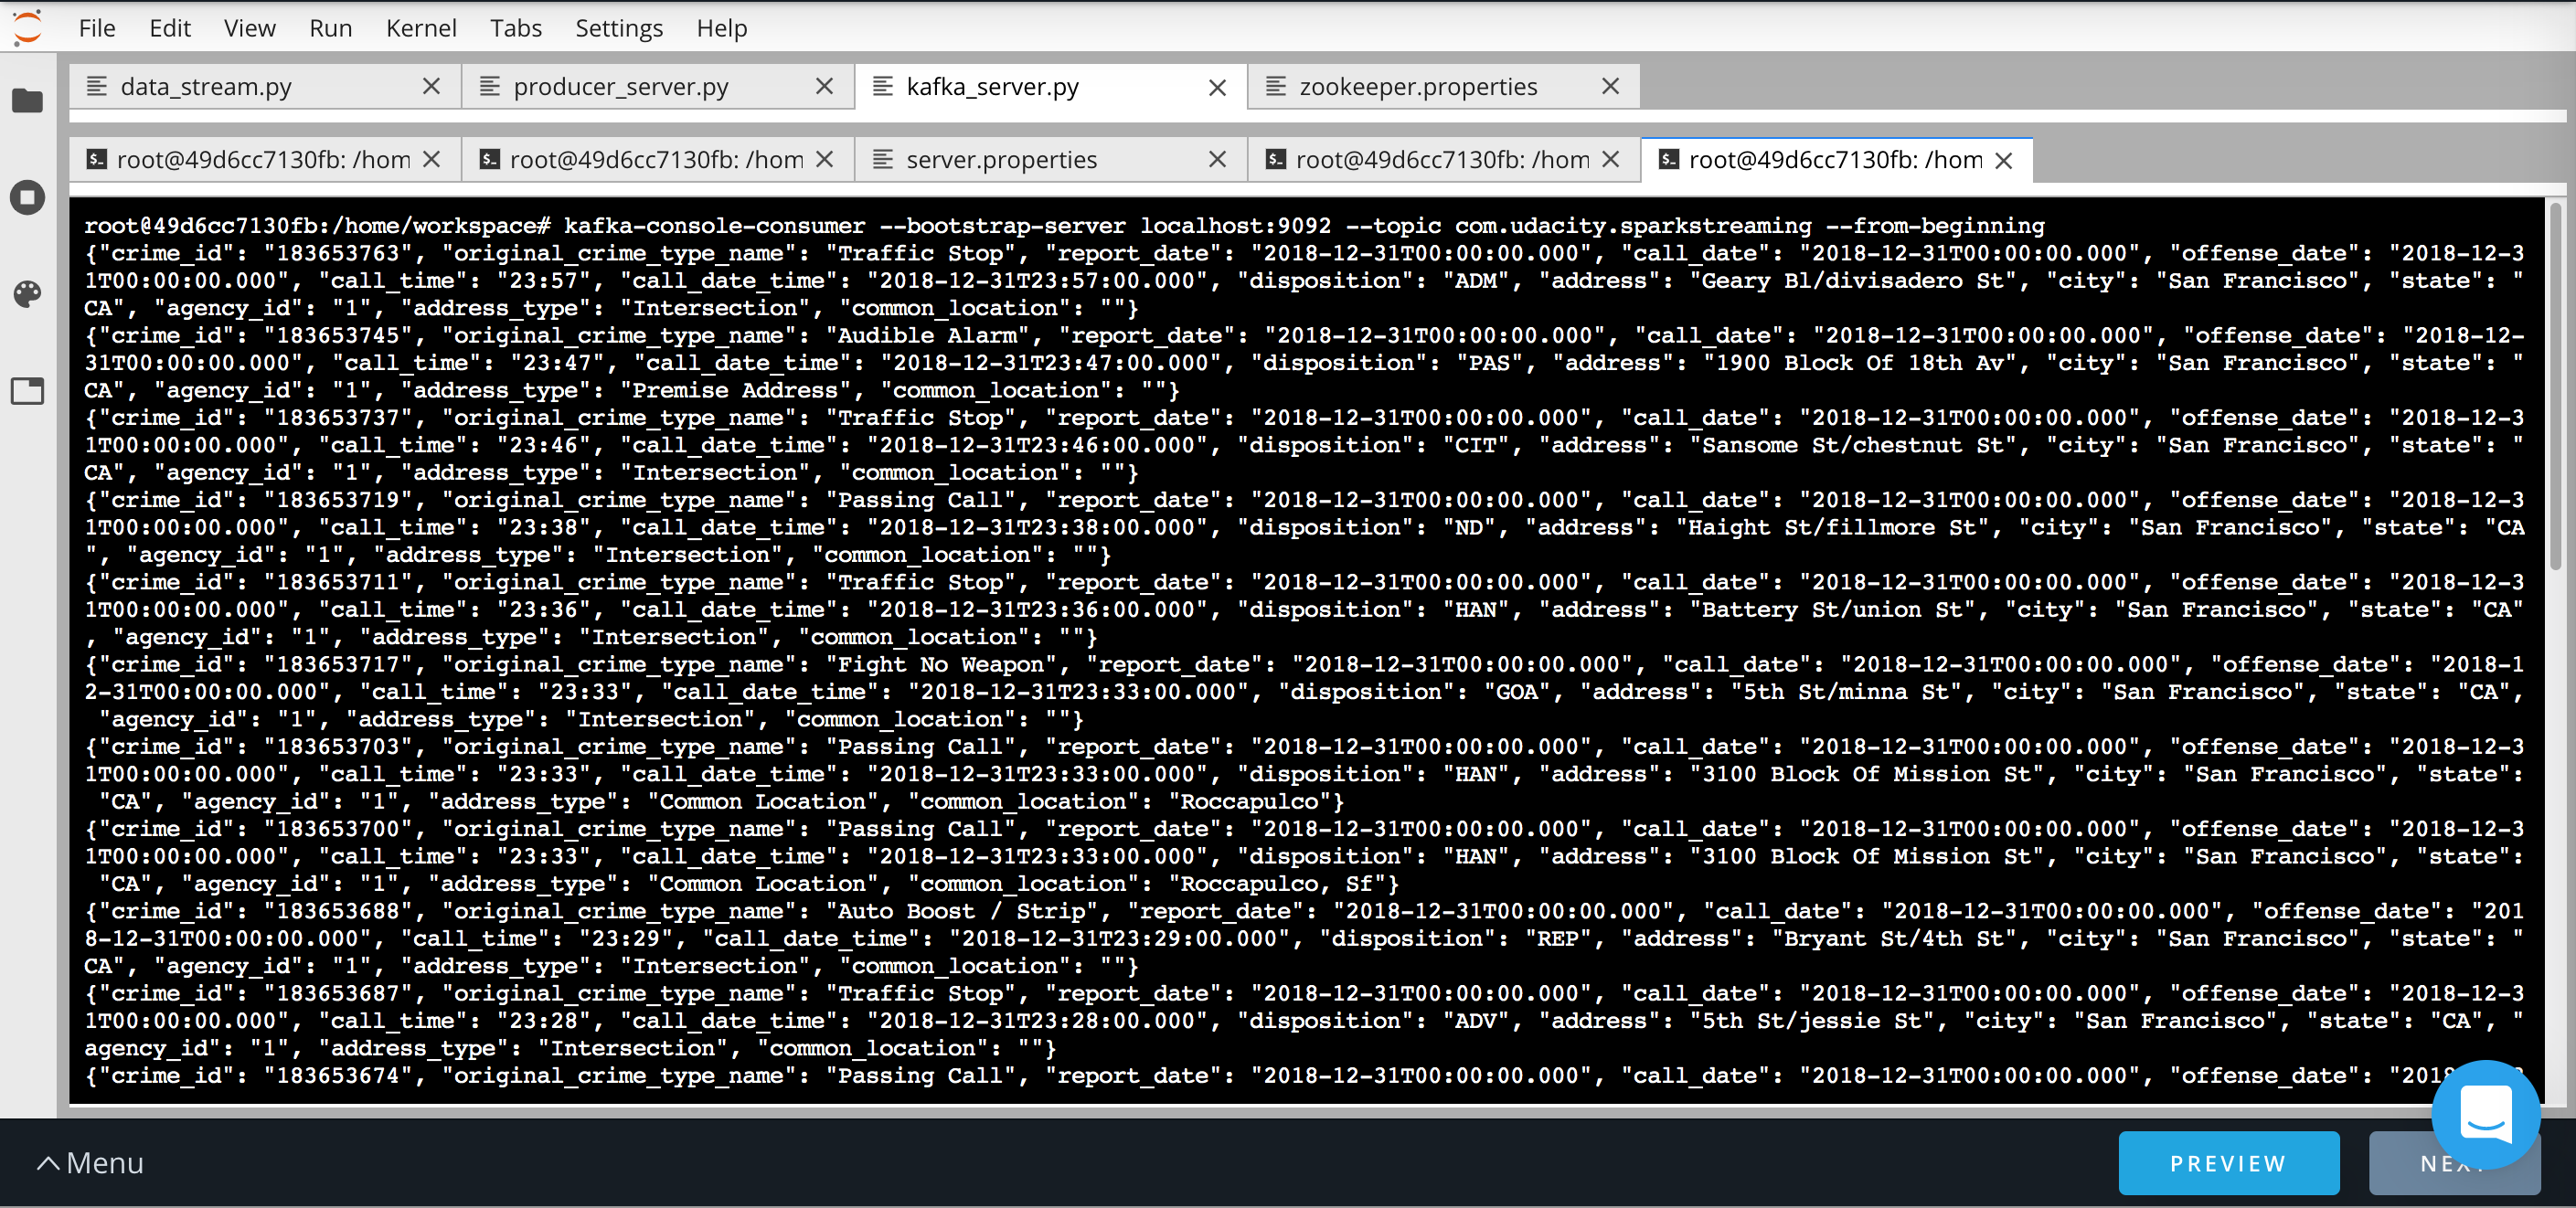 File Edit View Run Kernel Tabs Settings Help
data_stream.py producer_server.py kafka_server.py zookeeper.properties
root@49d6cc7130fb: /hom root@49d6cc7130fb: /hom server.properties root@49d6cc7130fb: /hom root@49d6cc7130fb: /hom
root@49d6cc7130fb:/home/workspace# kafka-console-consumer --bootstrap-server localhost:9092 --topic com.udacity.sparkstreaming --from-beginning
{"crime_id": "183653763", "original_crime_type_name": "Traffic Stop", "report_date": "2018-12-31T00:00:00.000", "call_date": "2018-12-31T00:00:00.000", "offense_date": "2018-12-3
1T00:00:00.000", "call_time": "23:57", "call_date_time": "2018-12-31T23:57:00.000", "disposition": "ADM", "address": "Geary Bl/divisadero St", "city": "San Francisco", "state": "
CA", "agency_id": "1", "address_type": "Intersection", "common_location": ""}
{"crime_id": "183653745", "original_crime_type_name": "Audible Alarm", "report_date": "2018-12-31T00:00:00.000", "call_date": "2018-12-31T00:00:00.000", "offense_date": "2018-12-
31T00:00:00.000", "call_time": "23:47", "call_date_time": "2018-12-31T23:47:00.000", "disposition": "PAS", "address": "1900 Block Of 18th Av", "city": "San Francisco", "state": "
CA", "agency_id": "1", "address_type": "Premise Address", "common_location": ""}
{"crime_id": "183653737", "original_crime_type_name": "Traffic Stop", "report_date": "2018-12-31T00:00:00.000", "call_date": "2018-12-31T00:00:00.000", "offense_date": "2018-12-3
1T00:00:00.000", "call_time": "23:46", "call_date_time": "2018-12-31T23:46:00.000", "disposition": "CIT", "address": "Sansome St/chestnut St", "city": "San Francisco", "state": "
CA", "agency_id": "1", "address_type": "Intersection", "common_location": ""}
{"crime_id": "183653719", "original_crime_type_name": "Passing Call", "report_date": "2018-12-31T00:00:00.000", "call_date": "2018-12-31T00:00:00.000", "offense_date": "2018-12-3
1T00:00:00.000", "call_time": "23:38", "call_date_time": "2018-12-31T23:38:00.000", "disposition": "ND", "address": "Haight St/fillmore St", "city": "San Francisco", "state": "CA
", "agency_id": "1", "address_type": "Intersection", "common_location": ""}
{"crime_id": "183653711", "original_crime_type_name": "Traffic Stop", "report_date": "2018-12-31T00:00:00.000", "call_date": "2018-12-31T00:00:00.000", "offense_date": "2018-12-3
1T00:00:00.000", "call_time": "23:36", "call_date_time": "2018-12-31T23:36:00.000", "disposition": "HAN", "address": "Battery St/union St", "city": "San Francisco", "state": "CA"
, "agency_id": "1", "address_type": "Intersection", "common_location": ""}
{"crime_id": "183653717", "original_crime_type_name": "Fight No Weapon", "report_date": "2018-12-31T00:00:00.000", "call_date": "2018-12-31T00:00:00.000", "offense_date": "2018-1
2-31T00:00:00.000", "call_time": "23:33", "call_date_time": "2018-12-31T23:33:00.000", "disposition": "GOA", "address": "5th St/minna St", "city": "San Francisco", "state": "CA",
"agency_id": "1", "address_type": "Intersection", "common_location": ""}
{"crime_id": "183653703", "original_crime_type_name": "Passing Call", "report_date": "2018-12-31T00:00:00.000", "call_date": "2018-12-31T00:00:00.000", "offense_date": "2018-12-3
1T00:00:00.000", "call_time": "23:33", "call_date_time": "2018-12-31T23:33:00.000", "disposition": "HAN", "address": "3100 Block Of Mission St", "city": "San Francisco", "state":
"CA", "agency_id": "1", "address_type": "Common Location", "common_location": "Roccapulco"}
{"crime_id": "183653700", "original_crime_type_name": "Passing Call", "report_date": "2018-12-31T00:00:00.000", "call_date": "2018-12-31T00:00:00.000", "offense_date": "2018-12-3
1T00:00:00.000", "call_time": "23:33", "call_date_time": "2018-12-31T23:33:00.000", "disposition": "HAN", "address": "3100 Block Of Mission St", "city": "San Francisco", "state":
"CA", "agency_id": "1", "address_type": "Common Location", "common_location": "Roccapulco, Sf"}
{"crime_id": "183653688", "original_crime_type_name": "Auto Boost / Strip", "report_date": "2018-12-31T00:00:00.000", "call_date": "2018-12-31T00:00:00.000", "offense_date": "201
8-12-31T00:00:00.000", "call_time": "23:29", "call_date_time": "2018-12-31T23:29:00.000", "disposition": "REP", "address": "Bryant St/4th St", "city": "San Francisco", "state": "
CA", "agency_id": "1", "address_type": "Intersection", "common_location": ""}
{"crime_id": "183653687", "original_crime_type_name": "Traffic Stop", "report_date": "2018-12-31T00:00:00.000", "call_date": "2018-12-31T00:00:00.000", "offense_date": "2018-12-3
1T00:00:00.000", "call_time": "23:28", "call_date_time": "2018-12-31T23:28:00.000", "disposition": "ADV", "address": "5th St/jessie St", "city": "San Francisco", "state": "CA", "
agency_id": "1", "address_type": "Intersection", "common_location": ""}
{"crime_id": "183653674", "original_crime_type_name": "Passing Call", "report_date": "2018-12-31T00:00:00.000", "call_date": "2018-12-31T00:00:00.000", "offense_date":
Menu PREVIEW